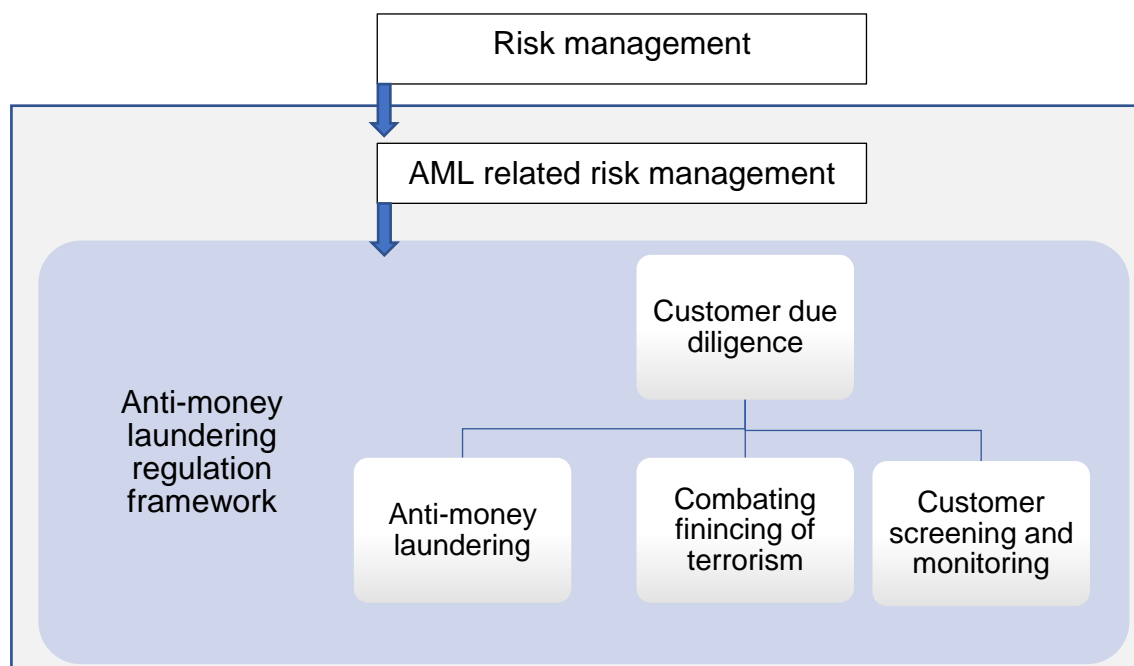 Risk management
AML related risk management
Customer due
diligence
Anti-money
laundering
regulation
framework
Anti-money
laundering
Combating
finincing of
terrorism
Customer
screening and
monitoring